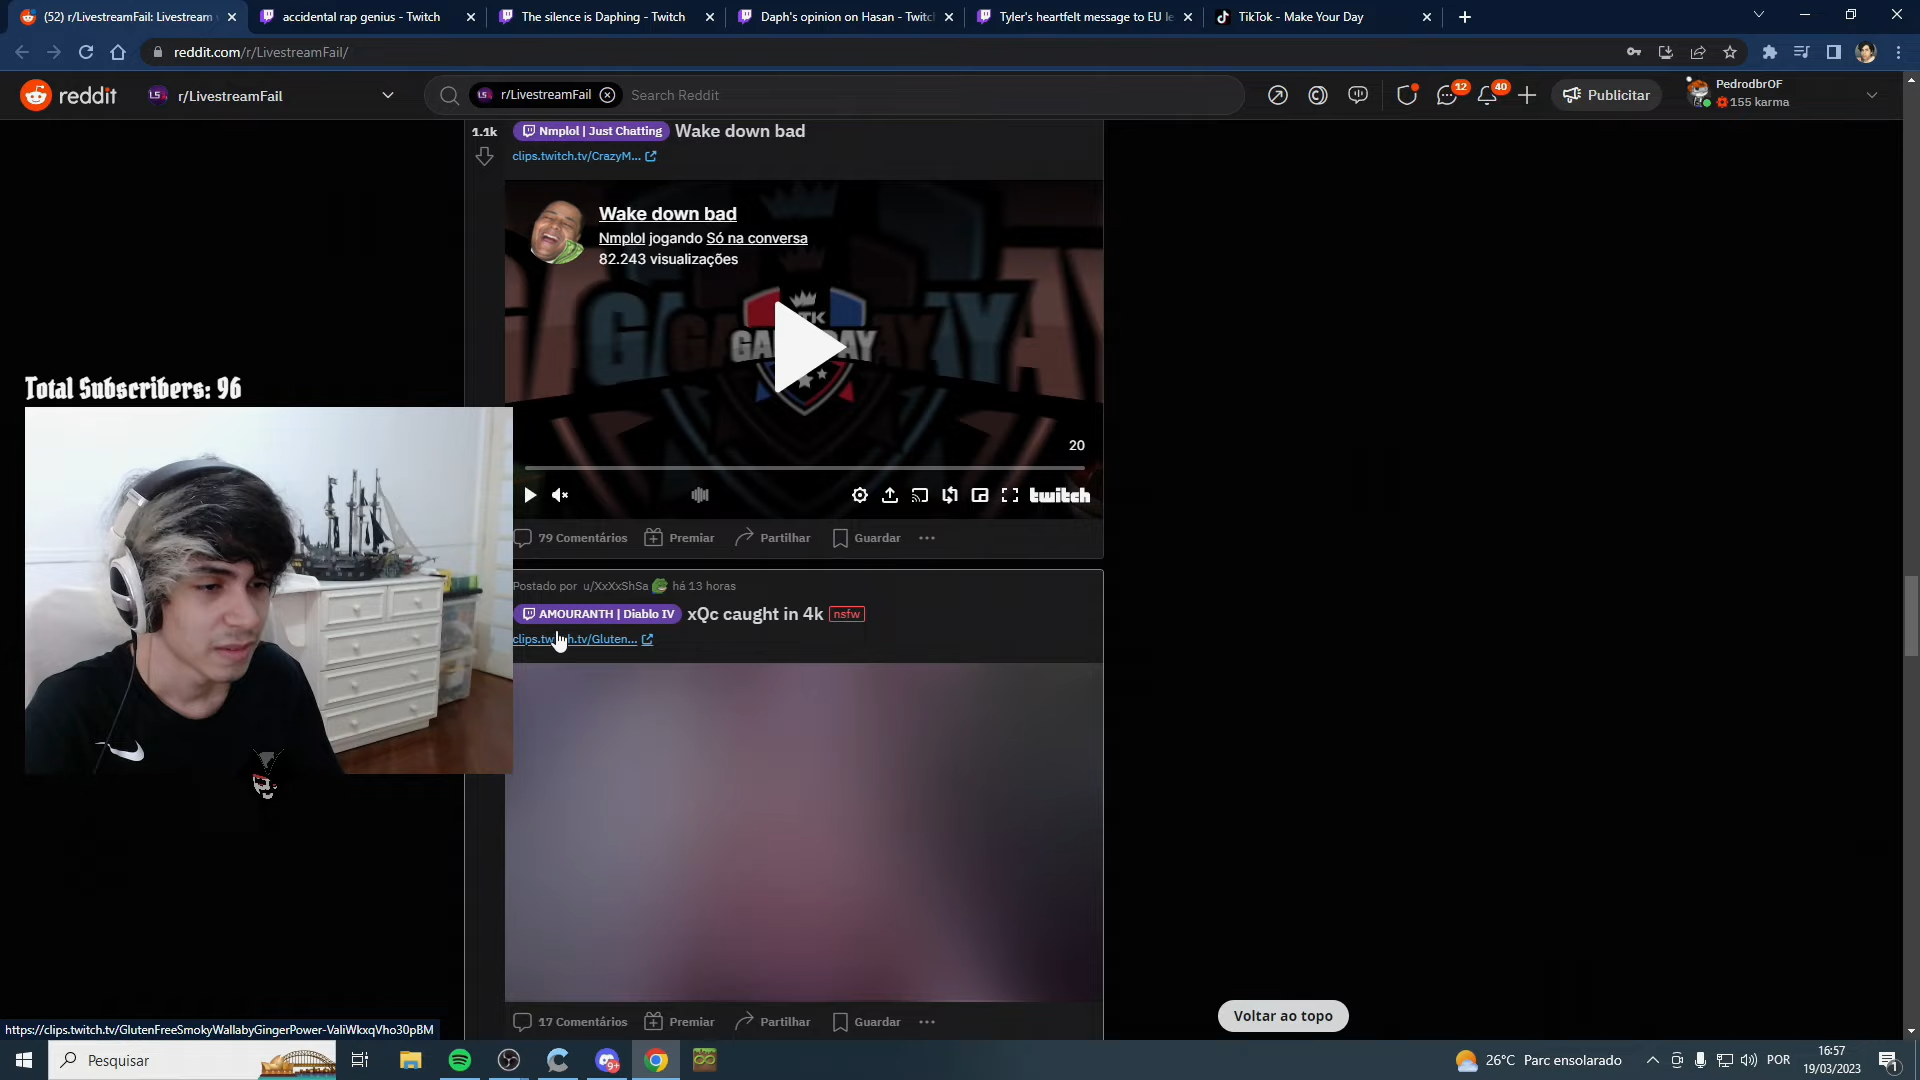 (52) r/LivestreamFail: Livestream
accidental rap genius - Twitch
The silence is Daphing - Twitch
Daph's opinion on Hasan - Twitc
Tyler's heartfelt message to EU le
TikTok - Make Your Day
reddit.com/r/LivestreamFail/
reddit
r/LivestreamFail
r/LivestreamFail
Search Reddit
12
40
Publicitar
PedrodbrOF
155 karma
1.1k
Nmplol | Just Chatting
Wake down bad
clips.twitch.tv/CrazyM...
Wake down bad
Nmplol jogando Só na conversa
82.243 visualizações
20
twitch
Total Subscribers: 96
79 Comentários
Premiar
Partilhar
Guardar
Postado por u/XxXxShSa há 13 horas
AMOURANTH | Diablo IV
xQc caught in 4k
nsfw
clips.twitch.tv/Gluten...
17 Comentários
Premiar
Partilhar
Guardar
Voltar ao topo
https://clips.twitch.tv/GlutenFreeSmokyWallabyGingerPower-ValiWkxqVho30pBM
Pesquisar
9+
26°C Parc ensolarado
POR
16:57
19/03/2023
1